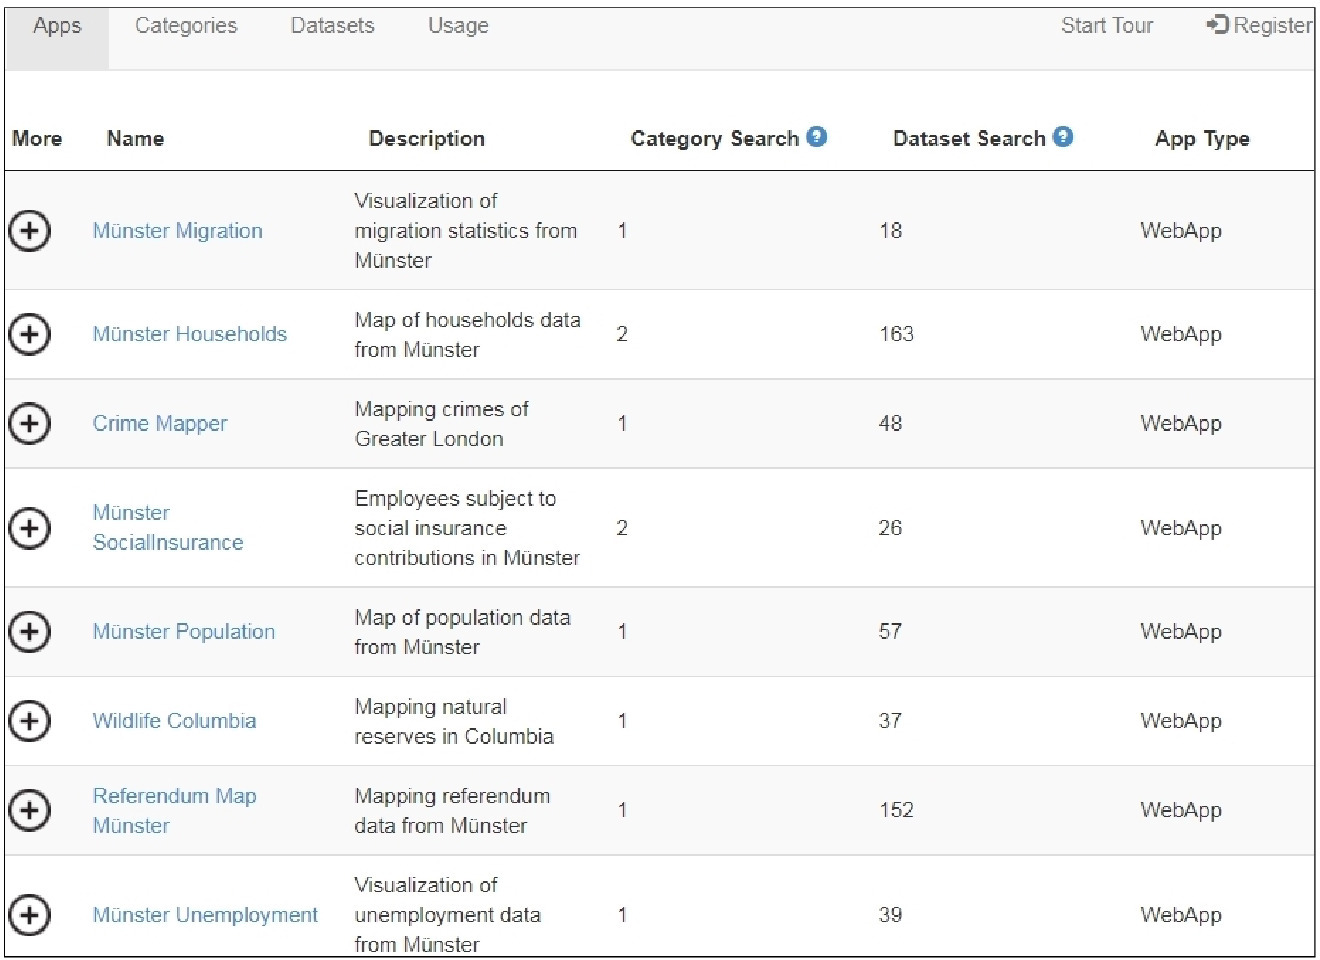 Apps Categories Datasets Usage Start Tour Register
More Name Description Category Search ? Dataset Search ? App Type
Visualization of
Münster Migration migration statistics from 1 18 WebApp
Münster
Map of households data
Münster Households 2 163 WebApp
from Münster
Mapping crimes of
Crime Mapper 1 48 WebApp
Greater London
Employees subject to
Münster
social insurance 2 26 WebApp
SocialInsurance
contributions in Münster
Map of population data
Münster Population 1 57 WebApp
from Münster
Mapping natural
Wildlife Columbia 1 37 WebApp
reserves in Columbia
Referendum Map Mapping referendum
1 152 WebApp
Münster data from Münster
Visualization of
Münster Unemployment unemployment data 1 39 WebApp
from Münster